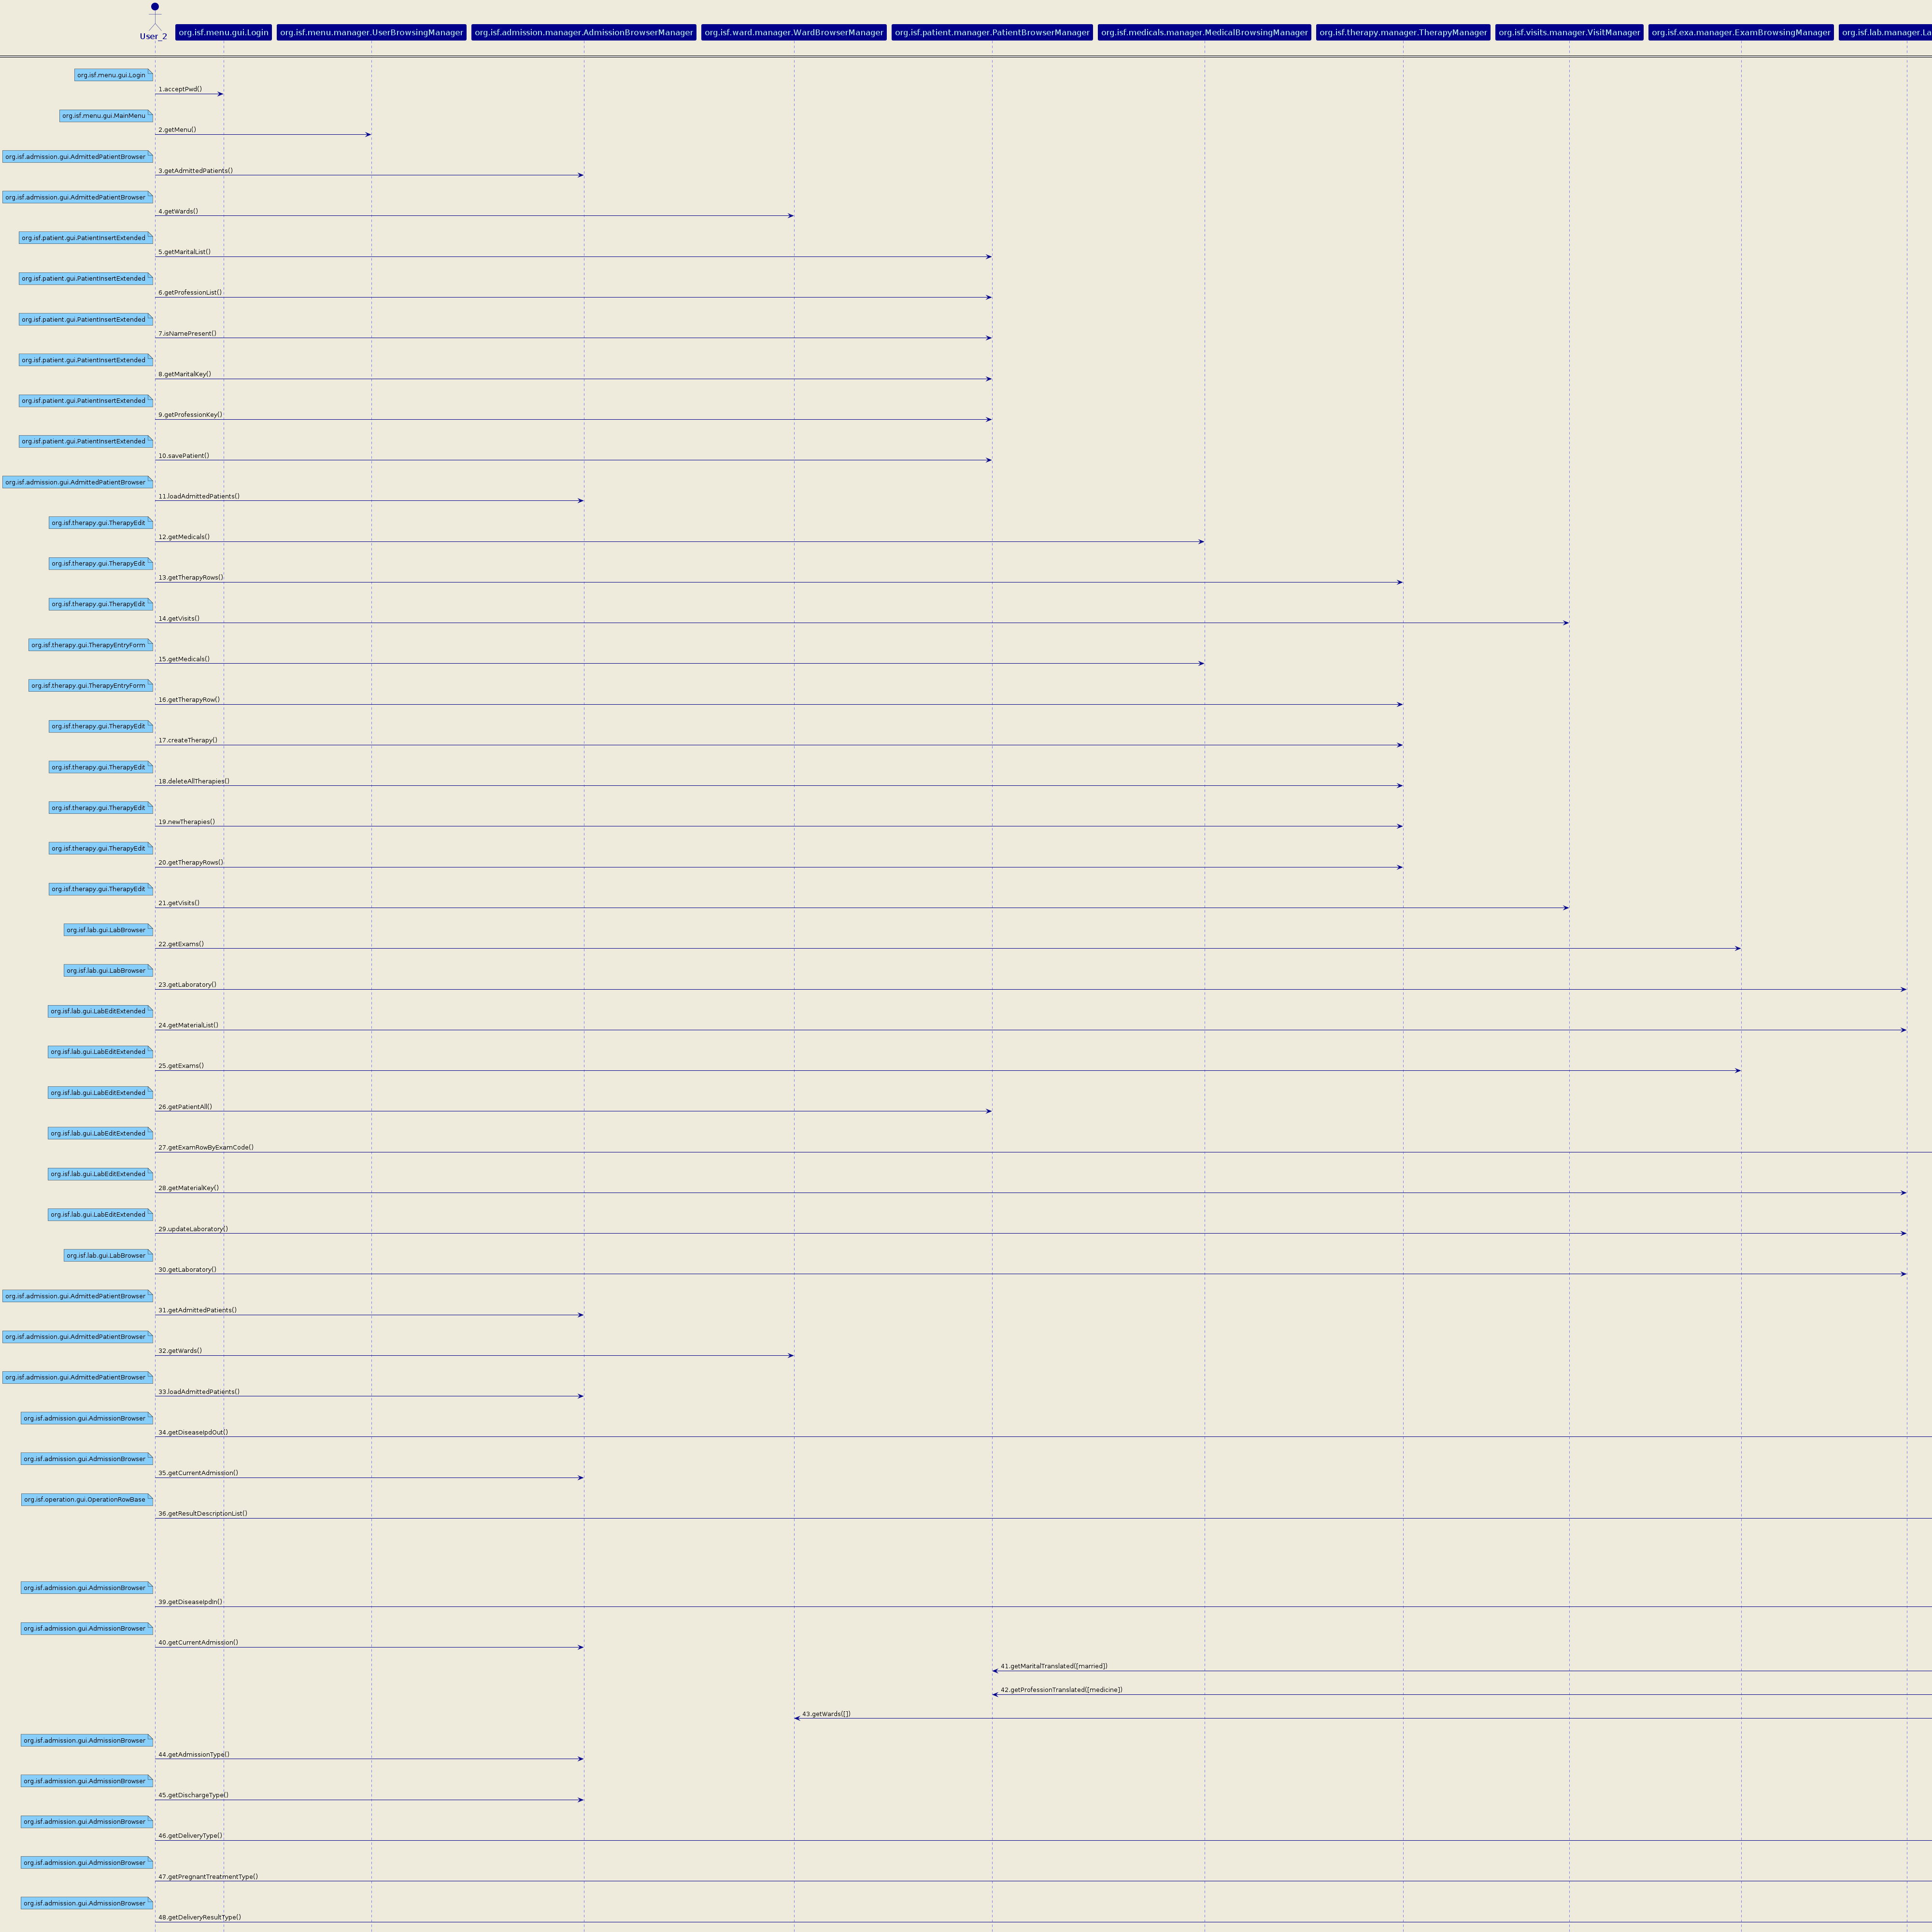 User_2
org.isf.menu.gui.Login
org.isf.menu.manager.UserBrowsingManager
org.isf.admission.manager.AdmissionBrowserManager
org.isf.ward.manager.WardBrowserManager
org.isf.patient.manager.PatientBrowserManager
org.isf.medicals.manager.MedicalBrowsingManager
org.isf.therapy.manager.TherapyManager
org.isf.visits.manager.VisitManager
org.isf.exa.manager.ExamBrowsingManager
org.isf.lab.manager.La
org.isf.menu.gui.Login
1.acceptPwd()
org.isf.menu.gui.MainMenu
2.getMenu()
org.isf.admission.gui.AdmittedPatientBrowser
3.getAdmittedPatients()
org.isf.admission.gui.AdmittedPatientBrowser
4.getWards()
org.isf.patient.gui.PatientInsertExtended
5.getMaritalList()
org.isf.patient.gui.PatientInsertExtended
6.getProfessionList()
org.isf.patient.gui.PatientInsertExtended
7.isNamePresent()
org.isf.patient.gui.PatientInsertExtended
8.getMaritalKey()
org.isf.patient.gui.PatientInsertExtended
9.getProfessionKey()
org.isf.patient.gui.PatientInsertExtended
10.savePatient()
org.isf.admission.gui.AdmittedPatientBrowser
11.loadAdmittedPatients()
org.isf.therapy.gui.TherapyEdit
12.getMedicals()
org.isf.therapy.gui.TherapyEdit
13.getTherapyRows()
org.isf.therapy.gui.TherapyEdit
14.getVisits()
org.isf.therapy.gui.TherapyEntryForm
15.getMedicals()
org.isf.therapy.gui.TherapyEntryForm
16.getTherapyRow()
org.isf.therapy.gui.TherapyEdit
17.createTherapy()
org.isf.therapy.gui.TherapyEdit
18.deleteAllTherapies()
org.isf.therapy.gui.TherapyEdit
19.newTherapies()
org.isf.therapy.gui.TherapyEdit
20.getTherapyRows()
org.isf.therapy.gui.TherapyEdit
21.getVisits()
org.isf.lab.gui.LabBrowser
22.getExams()
org.isf.lab.gui.LabBrowser
23.getLaboratory()
org.isf.lab.gui.LabEditExtended
24.getMaterialList()
org.isf.lab.gui.LabEditExtended
25.getExams()
org.isf.lab.gui.LabEditExtended
26.getPatientAll()
org.isf.lab.gui.LabEditExtended
27.getExamRowByExamCode()
org.isf.lab.gui.LabEditExtended
28.getMaterialKey()
org.isf.lab.gui.LabEditExtended
29.updateLaboratory()
org.isf.lab.gui.LabBrowser
30.getLaboratory()
org.isf.admission.gui.AdmittedPatientBrowser
31.getAdmittedPatients()
org.isf.admission.gui.AdmittedPatientBrowser
32.getWards()
org.isf.admission.gui.AdmittedPatientBrowser
33.loadAdmittedPatients()
org.isf.admission.gui.AdmissionBrowser
34.getDiseaseIpdOut()
org.isf.admission.gui.AdmissionBrowser
35.getCurrentAdmission()
org.isf.operation.gui.OperationRowBase
36.getResultDescriptionList()
org.isf.admission.gui.AdmissionBrowser
39.getDiseaseIpdIn()
org.isf.admission.gui.AdmissionBrowser
40.getCurrentAdmission()
41.getMaritalTranslated([married])
42.getProfessionTranslated([medicine])
43.getWards([])
org.isf.admission.gui.AdmissionBrowser
44.getAdmissionType()
org.isf.admission.gui.AdmissionBrowser
45.getDischargeType()
org.isf.admission.gui.AdmissionBrowser
46.getDeliveryType()
org.isf.admission.gui.AdmissionBrowser
47.getPregnantTreatmentType()
org.isf.admission.gui.AdmissionBrowser
48.getDeliveryResultType()